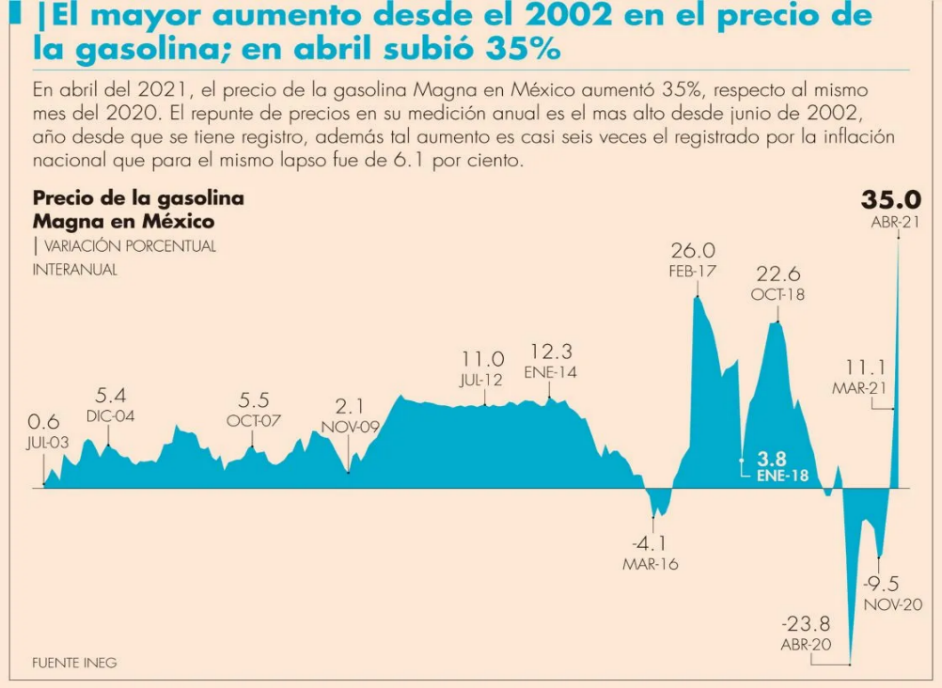 |El mayor aumento desde el 2002 en el precio de
la gasolina; en abril subió 35%
En abril del 2021, el precio de la gasolina Magna en México aumentó 35%, respecto al mismo
mes del 2020. El repunte de precios en su medición anual es el mas alto desde junio de 2002,
año desde que se tiene registro, además tal aumento es casi seis veces el registrado por la inflación
nacional que para el mismo lapso fue de 6.1 por ciento.
Precio de la gasolina
Magna en México
| VARIACIÓN PORCENTUAL
INTERANUAL
0.6
JUL-03
5.4
DIC-04
5.5
OCT-07
2.1
NOV-09
11.0
JUL-12
12.3
ENE-14
-4.1
MAR-16
26.0
FEB-17
3.8
ENE-18
22.6
OCT-18
-23.8
ABR-20
-9.5
NOV-20
11.1
MAR-21
35.0
ABR-21
FUENTE INEG